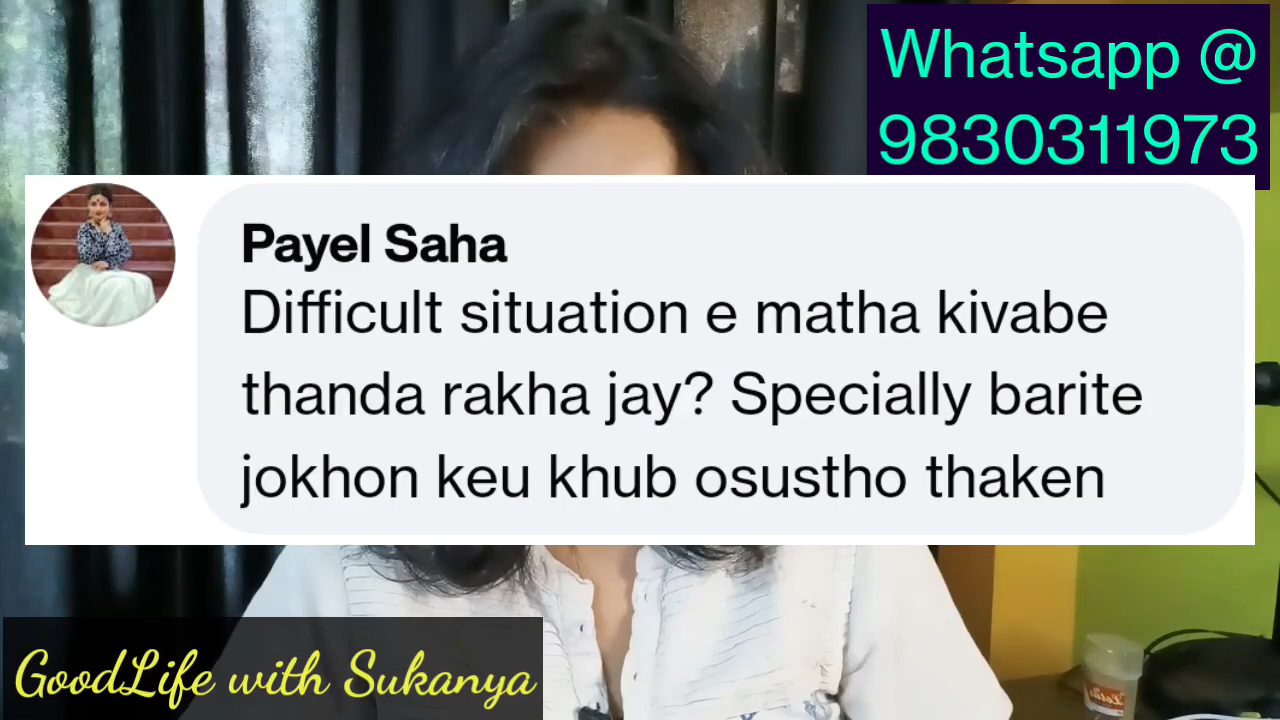 Whatsapp @
9830311973
Payel Saha
Difficult situation e matha kivabe
thanda rakha jay? Specially barite
jokhon keu khub osustho thaken
GoodLife with Sukanya